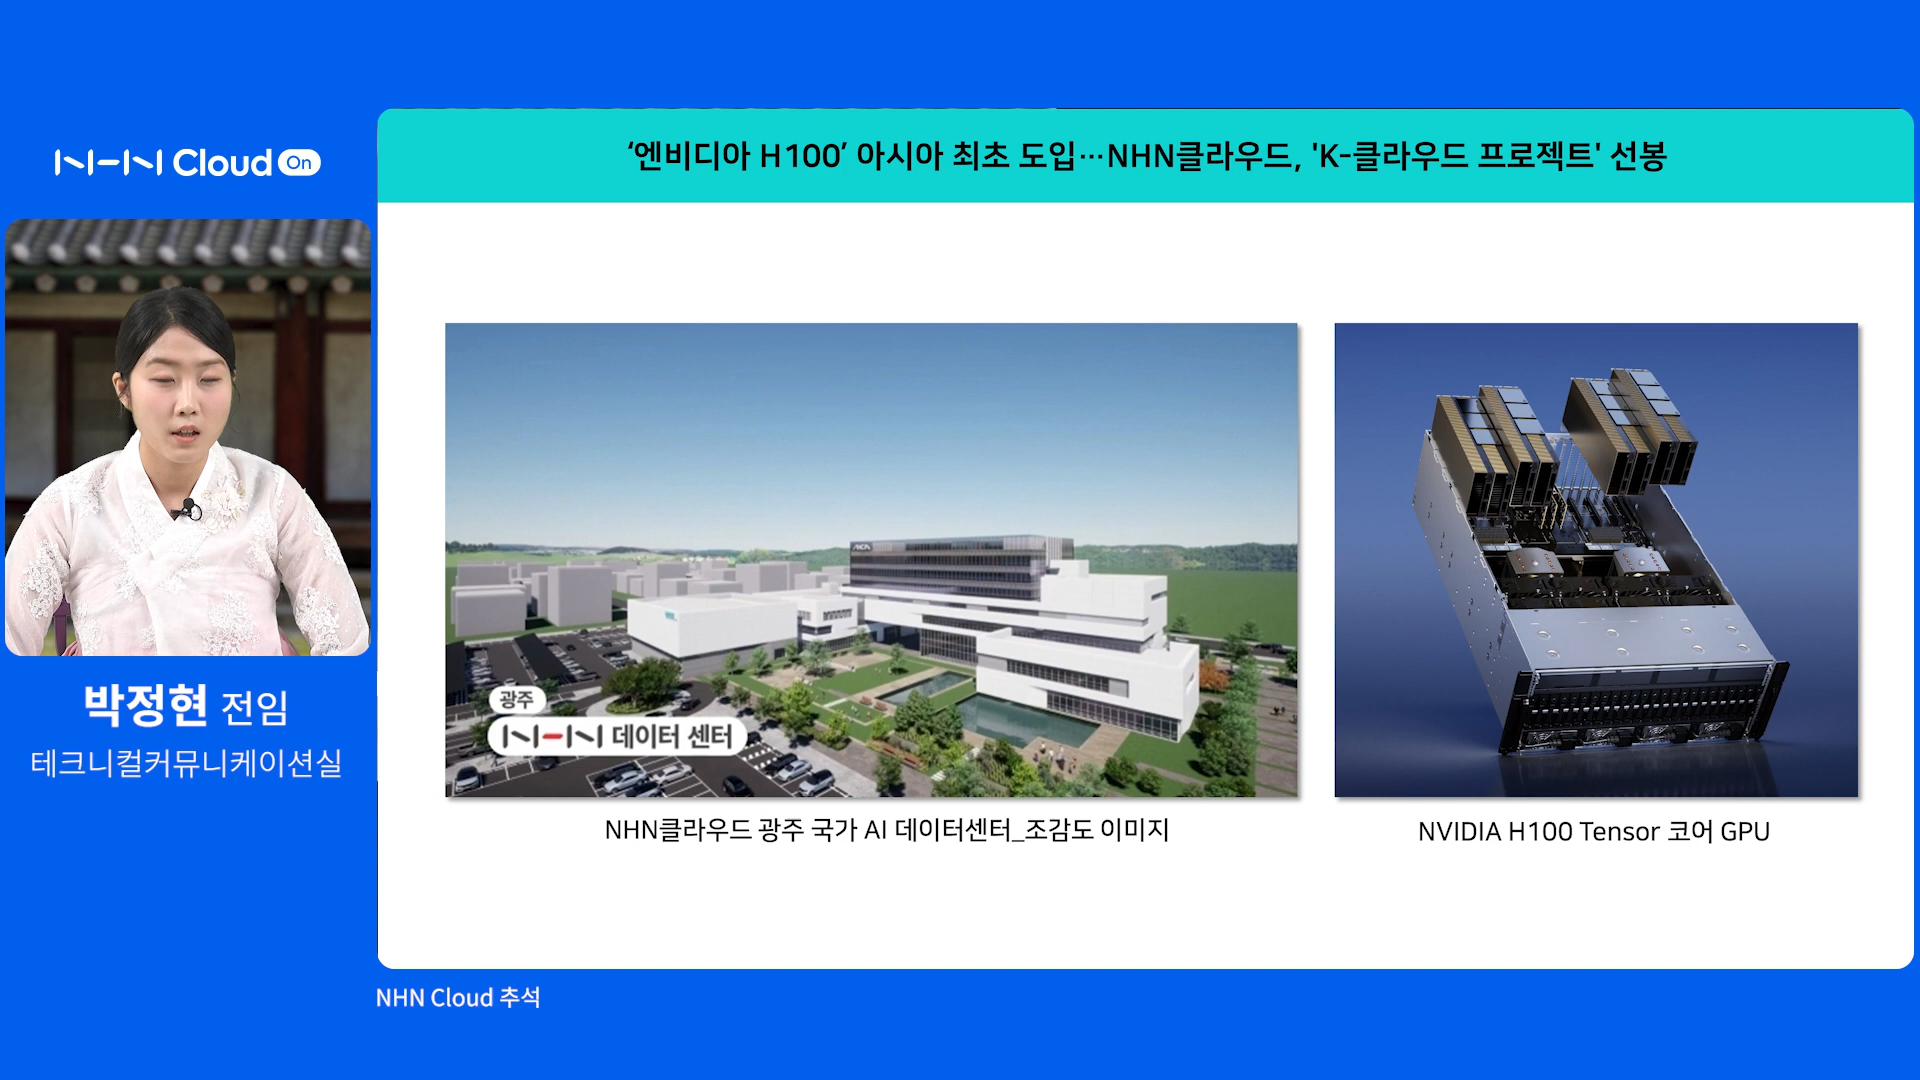 NHN Cloud On
‘엔비디아 H100’ 아시아 최초 도입…NHN클라우드, 'K-클라우드 프로젝트' 선봉
박정현 전임
테크니컬커뮤니케이션실
AICA
광주
NHN 데이터 센터
NHN클라우드 광주 국가 AI 데이터센터_조감도 이미지
NVIDIA H100 Tensor 코어 GPU
NHN Cloud 추석